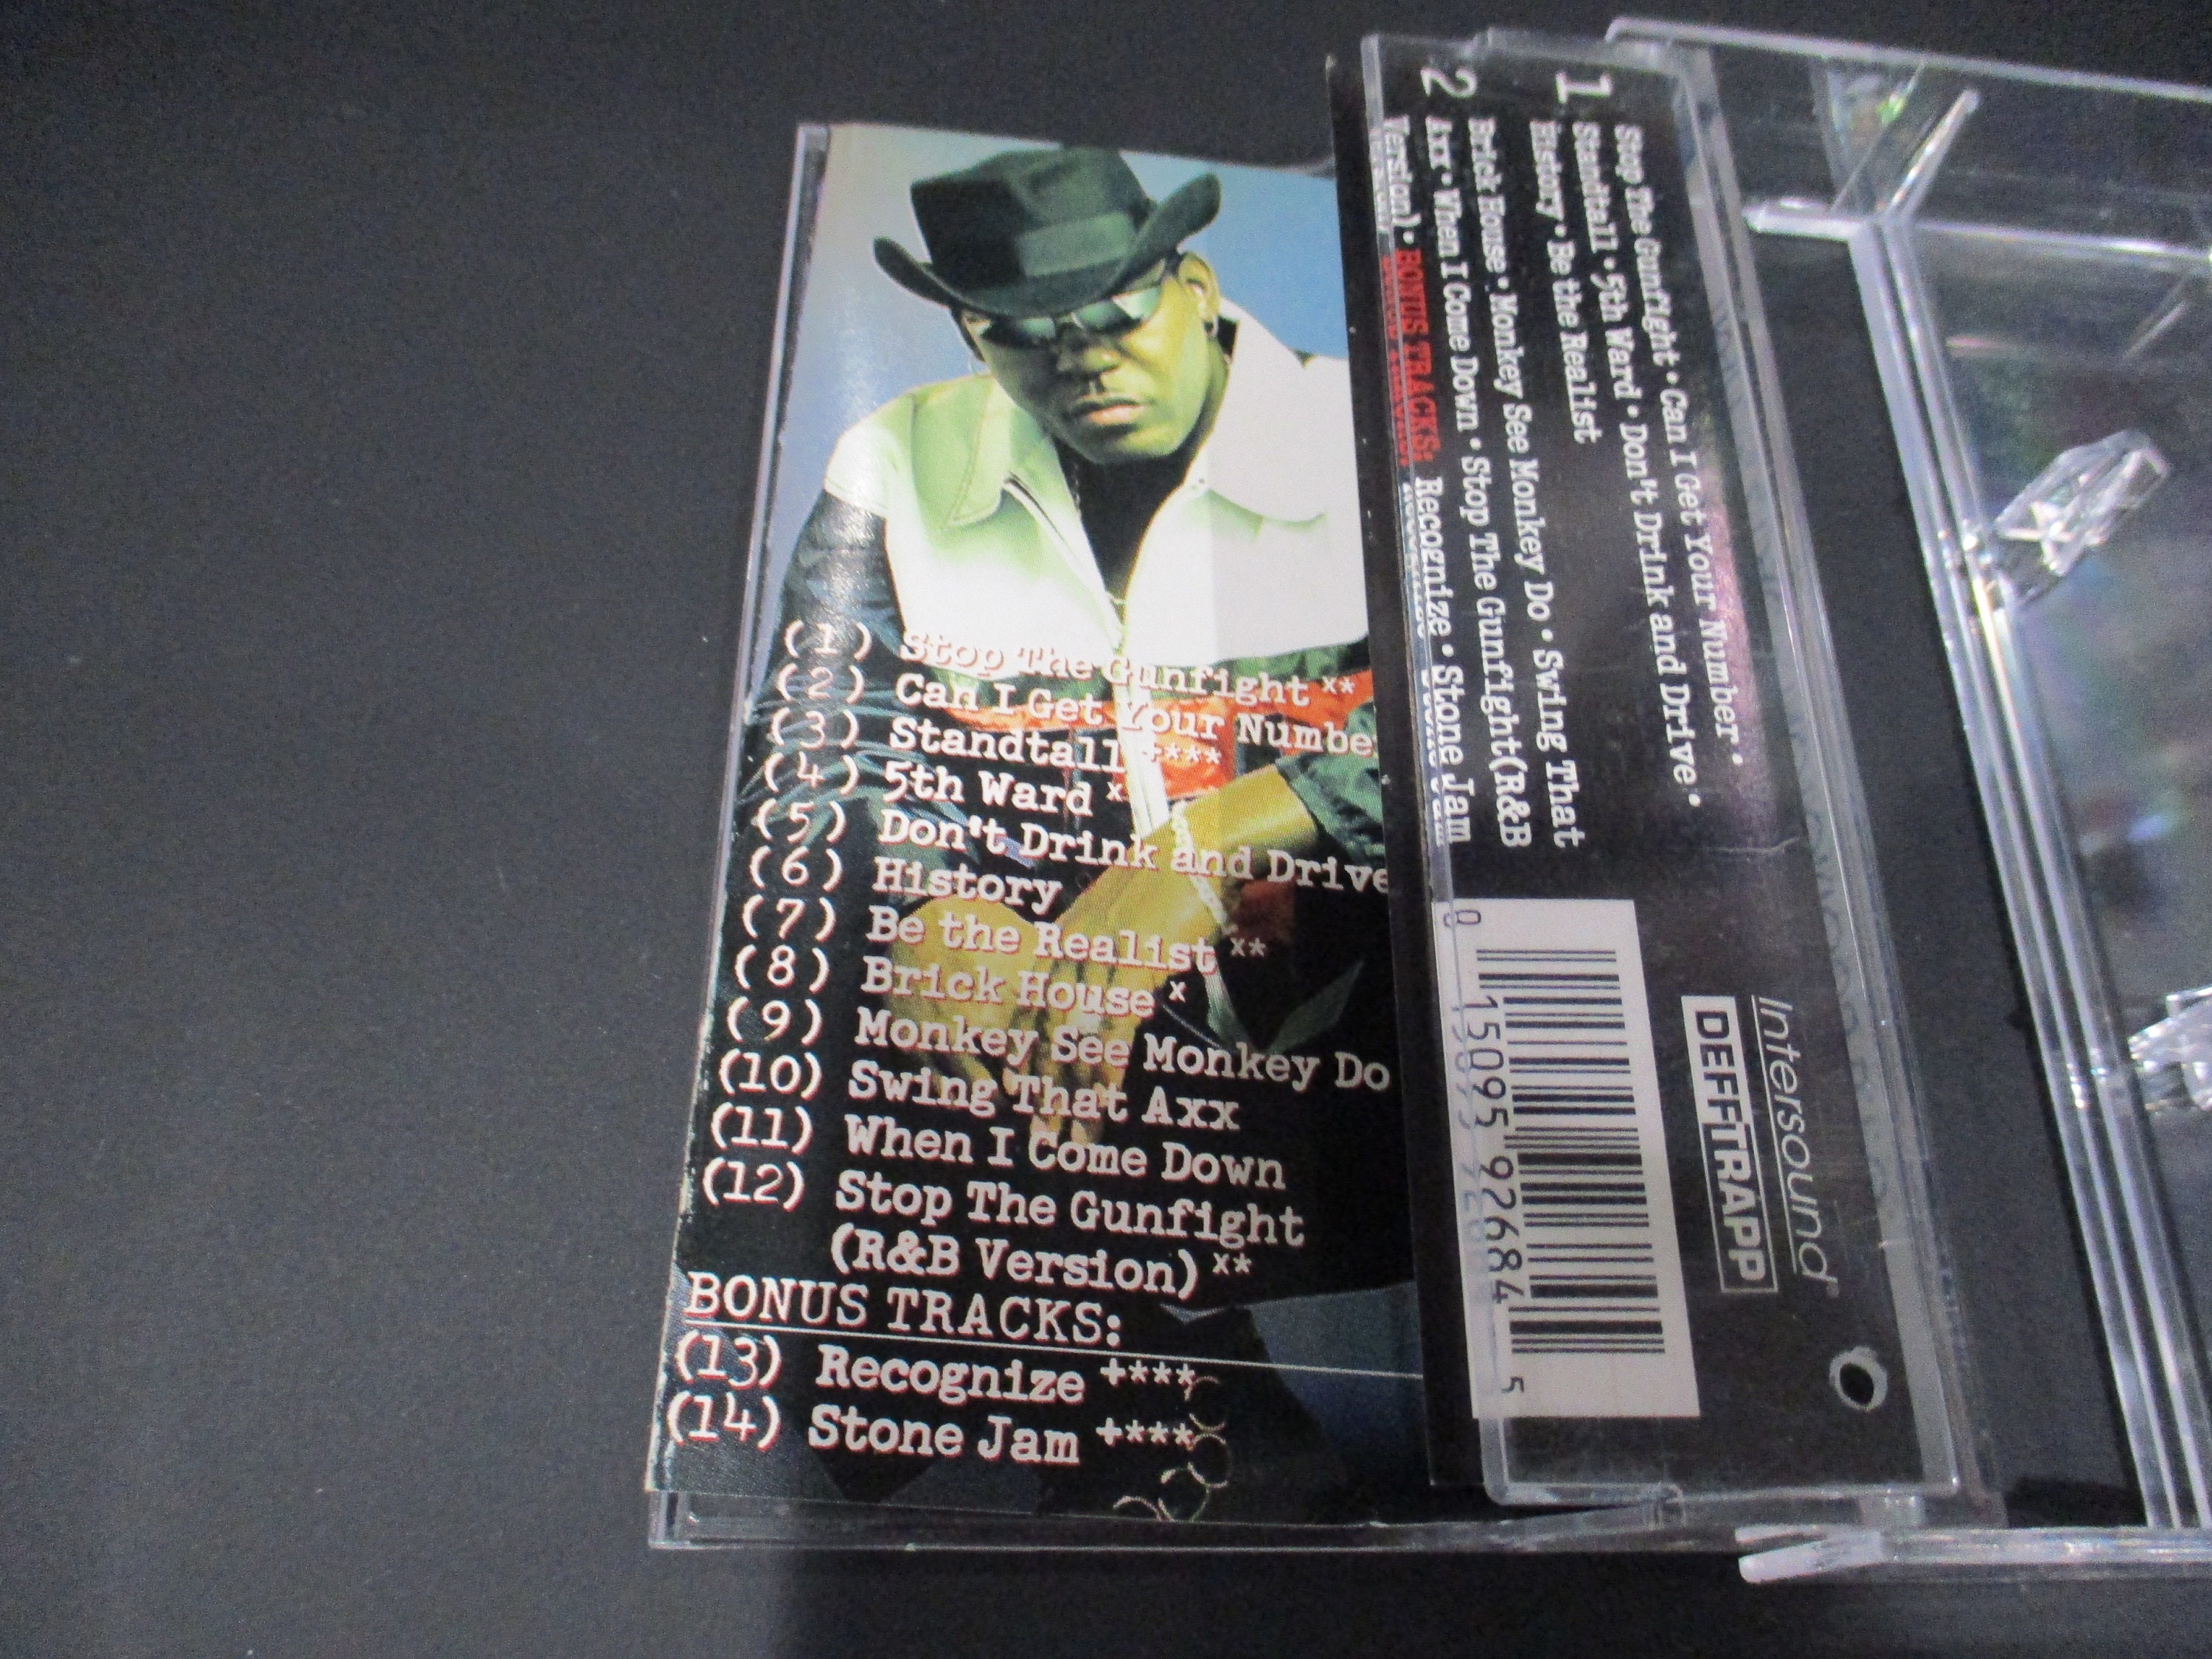 (1) Stop The Gunfight x*
(2) Can I Get Your Number
(3) Standtall +***
(4) 5th Ward x
(5) Don't Drink and Drive
(6) History
(7) Be the Realist x*
(8) Brick House x
(9) Monkey See Monkey Do
(10) Swing That Axx
(11) When I Come Down
(12) Stop The Gunfight
(R&B Version) x*
BONUS TRACKS:
(13) Recognize +***
(14) Stone Jam +***
1
Stop The Gunfight • Can I Get Your Number •
Standtall • 5th Ward • Don't Drink and Drive •
History • Be the Realist
2
Brick House • Monkey See Monkey Do • Swing That
Axx • When I Come Down • Stop The Gunfight(R&B
Version) • BONUS TRACKS: Recognize • Stone Jam
Intersound
DEFFTRAPP
0 15095 92684 5